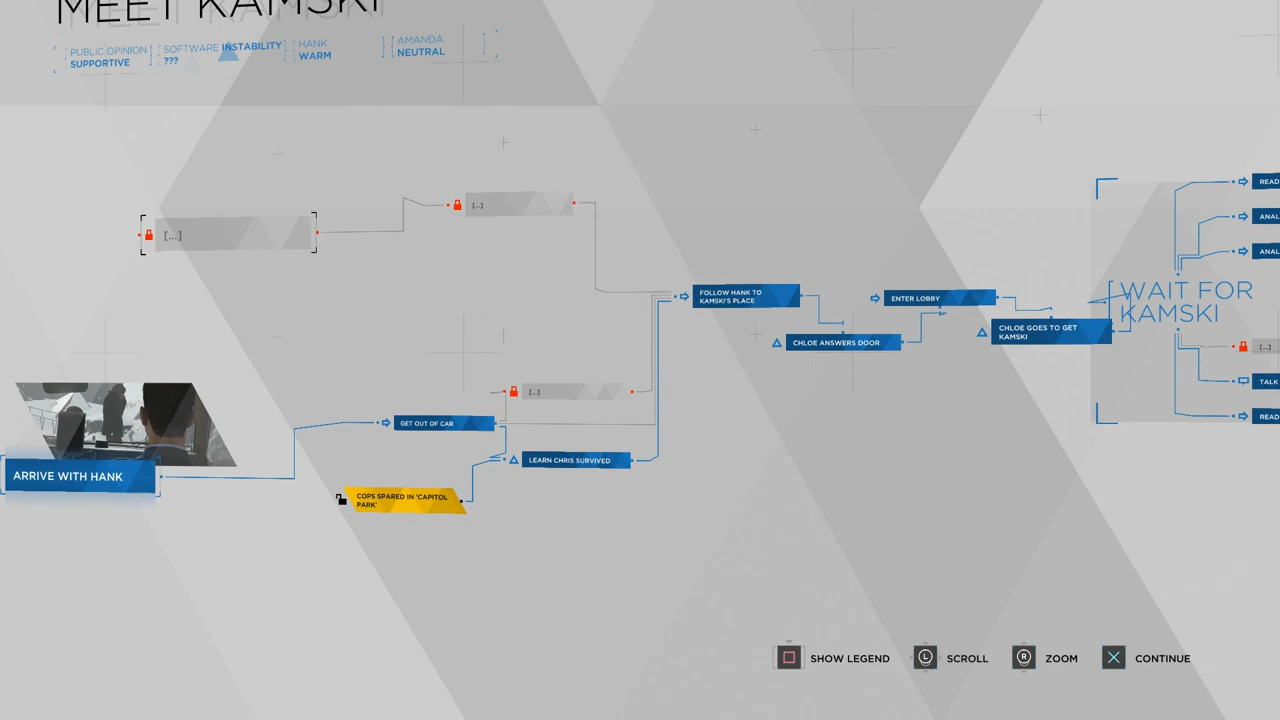 MEET KAMSKI
PUBLIC OPINION
SUPPORTIVE
SOFTWARE INSTABILITY
???
HANK
WARM
AMANDA
NEUTRAL
[...]
[...]
FOLLOW HANK TO
KAMSKI'S PLACE
CHLOE ANSWERS DOOR
ENTER LOBBY
CHLOE GOES TO GET
KAMSKI
WAIT FOR
KAMSKI
READ
ANAL
ANAL
[...]
TALK
READ
[...]
GET OUT OF CAR
LEARN CHRIS SURVIVED
ARRIVE WITH HANK
COPS SPARED IN 'CAPITOL
PARK'
SHOW LEGEND
L
SCROLL
R
ZOOM
CONTINUE